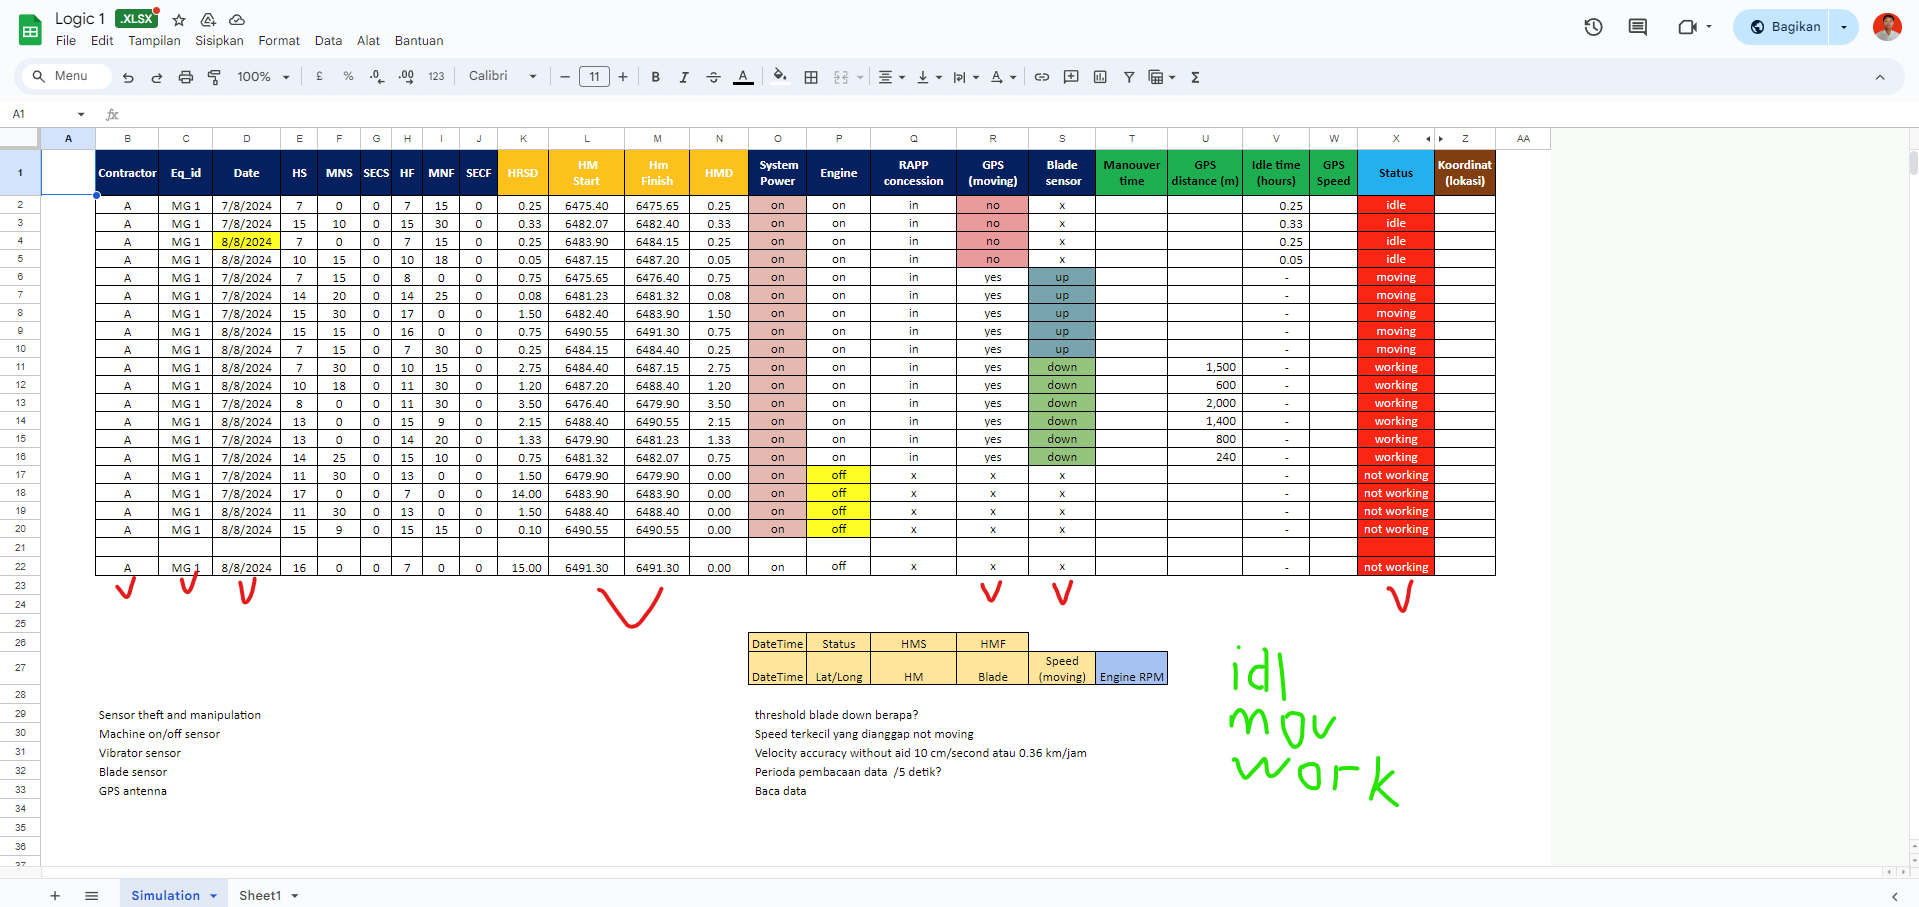 Logic 1 .XLSX
File Edit Tampilan Sisipkan Format Data Alat Bantuan
Bagikan
Menu 100% £ % .0 .00 123 Calibri 11 B I S A
A1 fx
A B C D E F G H I J K L M N O P Q R S T U V W X Z AA
1 Contractor Eq_id Date HS MNS SECS HF MNF SECF HRSD HM Start Hm Finish HMD System Power Engine RAPP concession GPS (moving) Blade sensor Manouver time GPS distance (m) Idle time (hours) GPS Speed Status Koordinat (lokasi)
2 A MG 1 7/8/2024 7 0 0 7 15 0 0.25 6475.40 6475.65 0.25 on on in no x 0.25 idle
3 A MG 1 7/8/2024 15 10 0 15 30 0 0.33 6482.07 6482.40 0.33 on on in no x 0.33 idle
4 A MG 1 8/8/2024 7 0 0 7 15 0 0.25 6483.90 6484.15 0.25 on on in no x 0.25 idle
5 A MG 1 8/8/2024 10 15 0 10 18 0 0.05 6487.15 6487.20 0.05 on on in no x 0.05 idle
6 A MG 1 7/8/2024 7 15 0 8 0 0 0.75 6475.65 6476.40 0.75 on on in yes up - moving
7 A MG 1 7/8/2024 14 20 0 14 25 0 0.08 6481.23 6481.32 0.08 on on in yes up - moving
8 A MG 1 7/8/2024 15 30 0 17 0 0 1.50 6482.40 6483.90 1.50 on on in yes up - moving
9 A MG 1 8/8/2024 15 15 0 16 0 0 0.75 6490.55 6491.30 0.75 on on in yes up - moving
10 A MG 1 8/8/2024 7 15 0 7 30 0 0.25 6484.15 6484.40 0.25 on on in yes up - moving
11 A MG 1 8/8/2024 7 30 0 10 15 0 2.75 6484.40 6487.15 2.75 on on in yes down 1,500 - working
12 A MG 1 8/8/2024 10 18 0 11 30 0 1.20 6487.20 6488.40 1.20 on on in yes down 600 - working
13 A MG 1 7/8/2024 8 0 0 11 30 0 3.50 6476.40 6479.90 3.50 on on in yes down 2,000 - working
14 A MG 1 8/8/2024 13 0 0 15 9 0 2.15 6488.40 6490.55 2.15 on on in yes down 1,400 - working
15 A MG 1 7/8/2024 13 0 0 14 20 0 1.33 6479.90 6481.23 1.33 on on in yes down 800 - working
16 A MG 1 7/8/2024 14 25 0 15 10 0 0.75 6481.32 6482.07 0.75 on on in yes down 240 - working
17 A MG 1 7/8/2024 11 30 0 13 0 0 1.50 6479.90 6479.90 0.00 on off x x x - not working
18 A MG 1 7/8/2024 17 0 0 7 0 0 14.00 6483.90 6483.90 0.00 on off x x x - not working
19 A MG 1 8/8/2024 11 30 0 13 0 0 1.50 6488.40 6488.40 0.00 on off x x x - not working
20 A MG 1 8/8/2024 15 9 0 15 15 0 0.10 6490.55 6490.55 0.00 on off x x x - not working
21
22 A MG 1 8/8/2024 16 0 0 7 0 0 15.00 6491.30 6491.30 0.00 on off x x x - not working
23
24
25
26 DateTime Status HMS HMF
27 DateTime Lat/Long HM Blade Speed (moving) Engine RPM
idl
28
29 Sensor theft and manipulation threshold blade down berapa?
30 Machine on/off sensor Speed terkecil yang dianggap not moving
mov
31 Vibrator sensor Velocity accuracy without aid 10 cm/second atau 0.36 km/jam
32 Blade sensor Perioda pembacaan data /5 detik?
work
33 GPS antenna Baca data
34
35
36
37
Simulation Sheet1